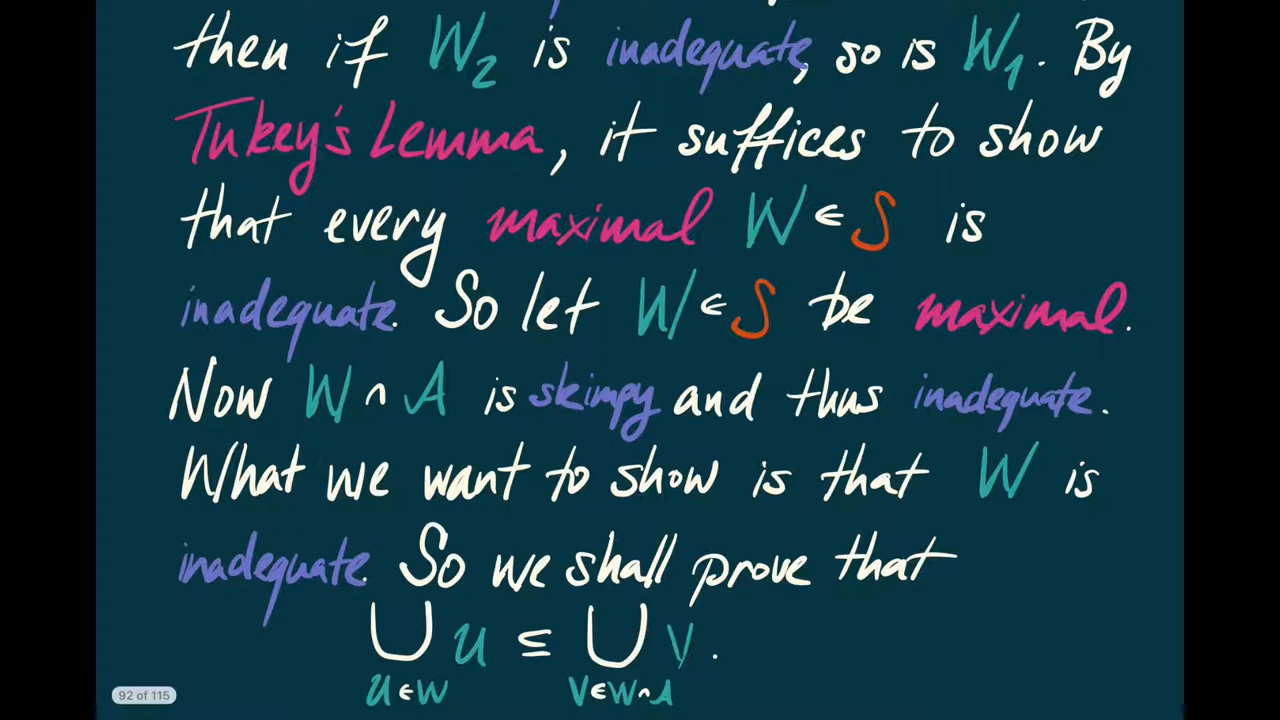 then if W₂ is inadequate, so is W₁. By
Tukey's Lemma, it suffices to show
that every maximal W ∈ S is
inadequate. So let W ∈ S be maximal.
Now W ∩ A is skimpy and thus inadequate.
What we want to show is that W is
inadequate. So we shall prove that
⋃ U ⊆ ⋃ V.
U∈W V∈W∩A
92 of 115